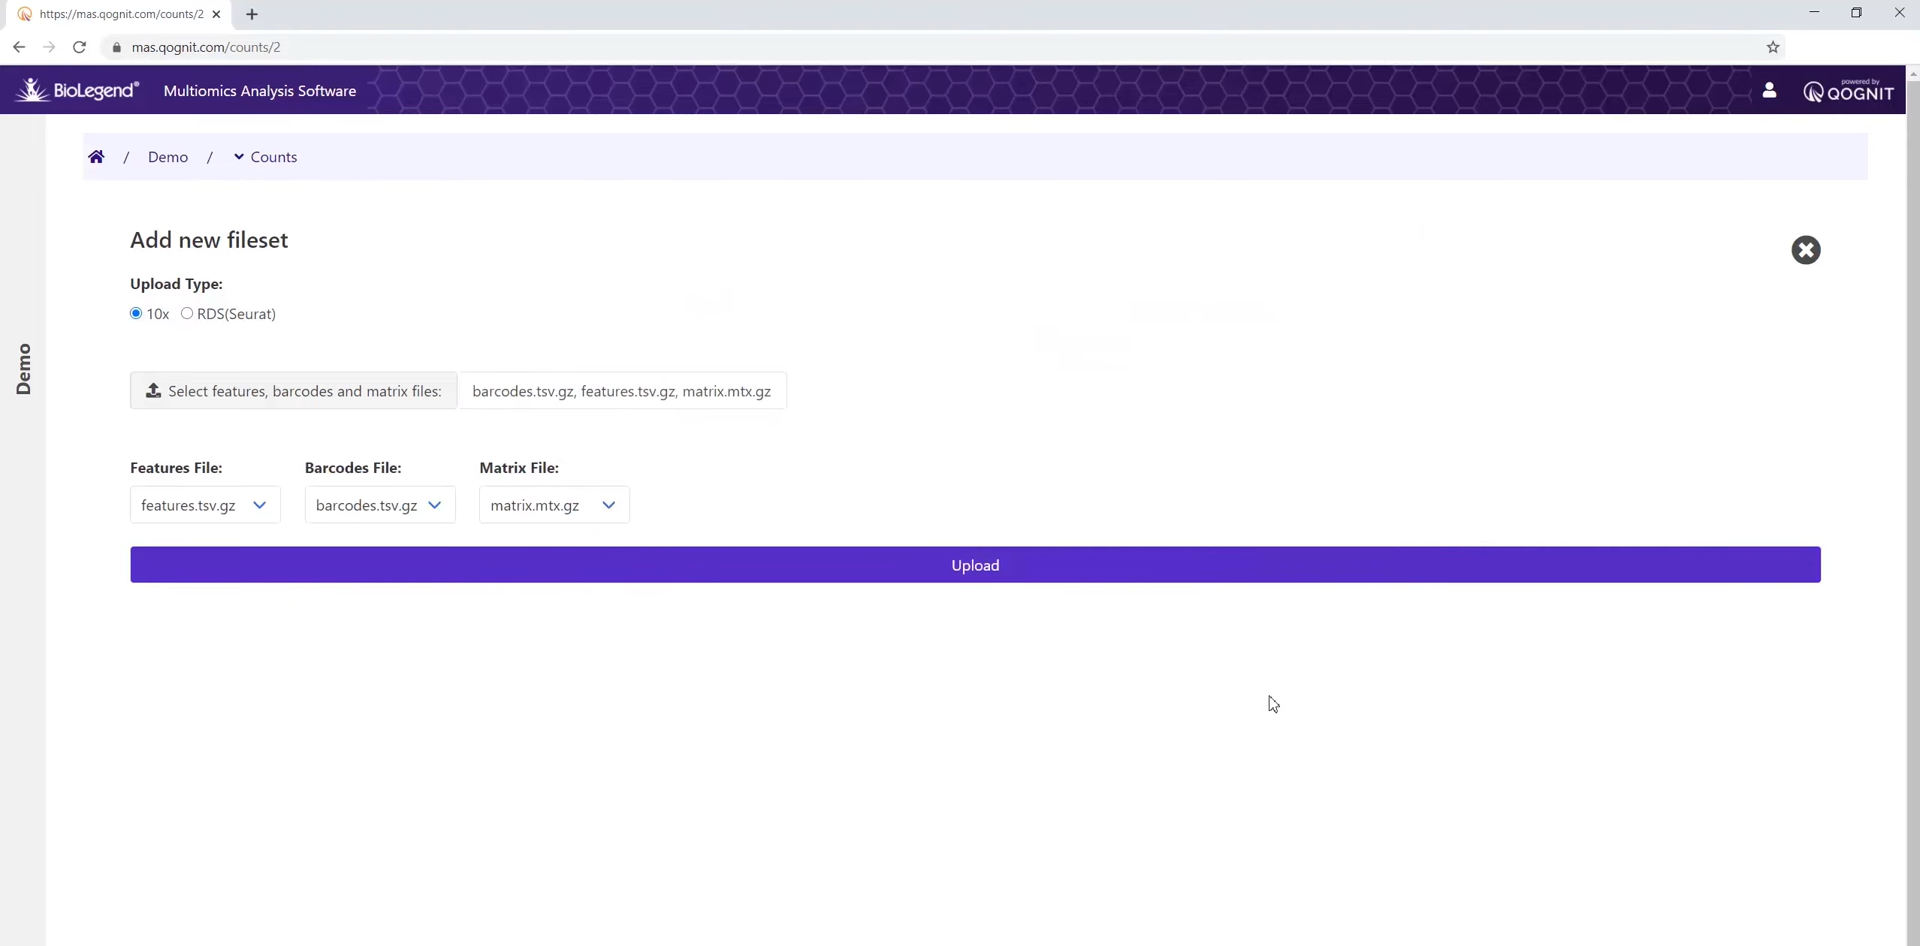 https://mas.qognit.com/counts/2
mas.qognit.com/counts/2
BioLegend® Multiomics Analysis Software powered by QOGNIT
/ Demo / Counts
Demo
Add new fileset
Upload Type:
10x RDS(Seurat)
Select features, barcodes and matrix files: barcodes.tsv.gz, features.tsv.gz, matrix.mtx.gz
Features File: Barcodes File: Matrix File:
features.tsv.gz barcodes.tsv.gz matrix.mtx.gz
Upload